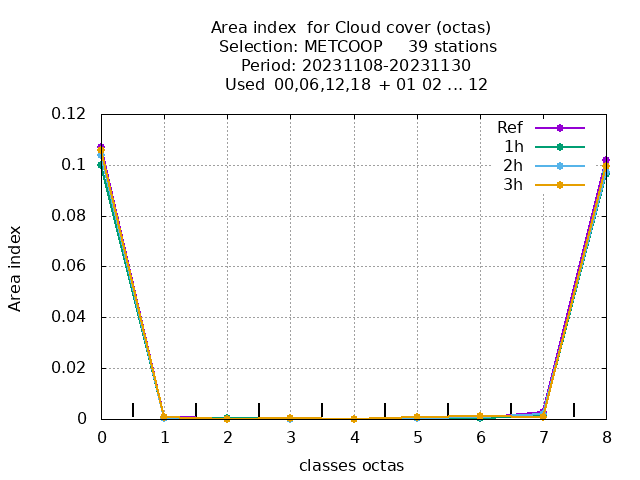 Area index  for Cloud cover (octas)
Selection: METCOOP     39 stations
Period: 20231108-20231130
Used  00,06,12,18 + 01 02 ... 12
Ref
1h
2h
3h
0.12
0.1
0.08
0.06
0.04
0.02
0
Area index
0 1 2 3 4 5 6 7 8
classes octas